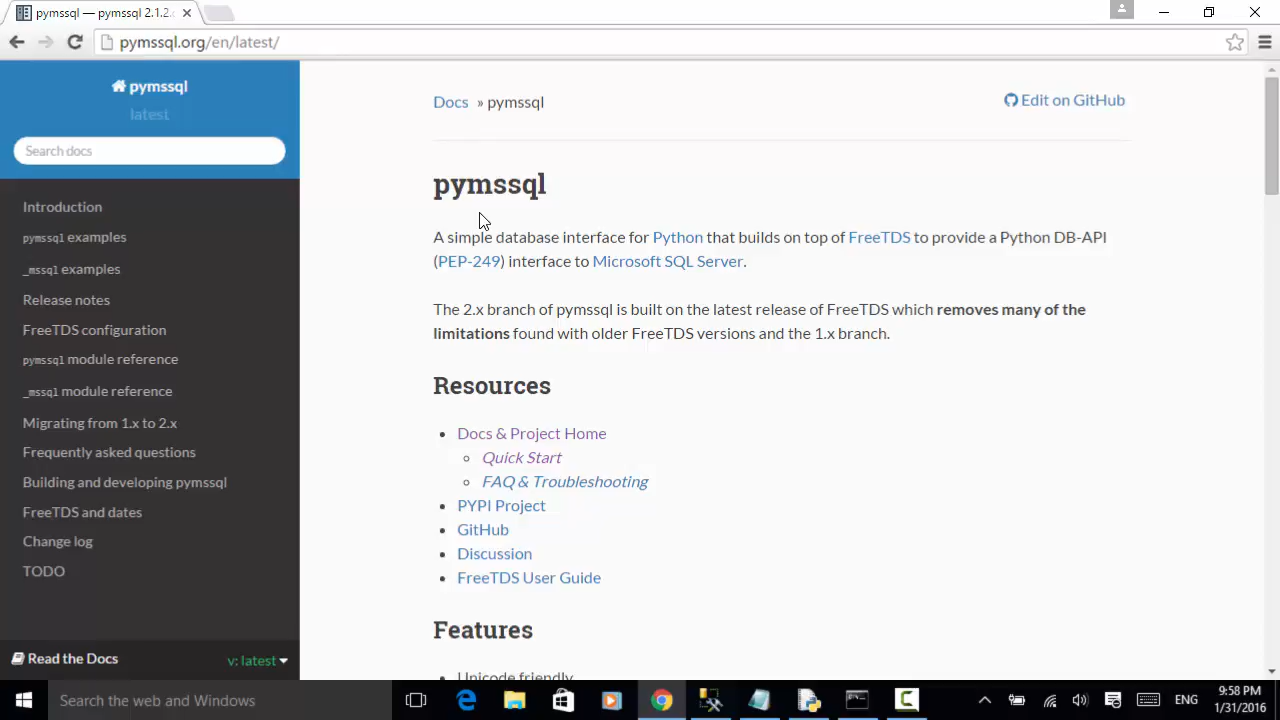 pymssql — pymssql 2.1.2.
pymssql.org/en/latest/
pymssql
latest
Search docs
Introduction
pymssql examples
_mssql examples
Release notes
FreeTDS configuration
pymssql module reference
_mssql module reference
Migrating from 1.x to 2.x
Frequently asked questions
Building and developing pymssql
FreeTDS and dates
Change log
TODO
Read the Docs
v: latest
Docs » pymssql
Edit on GitHub
pymssql
A simple database interface for Python that builds on top of FreeTDS to provide a Python DB-API
(PEP-249) interface to Microsoft SQL Server.
The 2.x branch of pymssql is built on the latest release of FreeTDS which removes many of the
limitations found with older FreeTDS versions and the 1.x branch.
Resources
Docs & Project Home
Quick Start
FAQ & Troubleshooting
PYPI Project
GitHub
Discussion
FreeTDS User Guide
Features
Unicode friendly
Search the web and Windows
ENG
9:58 PM
1/31/2016